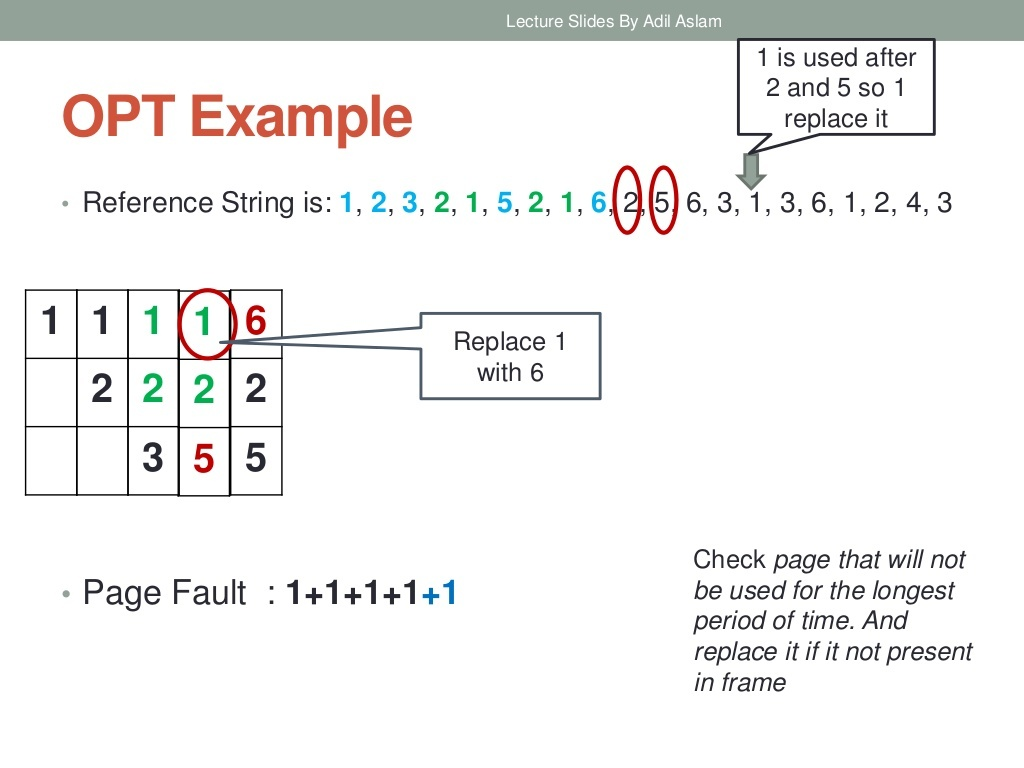 Lecture Slides By Adil Aslam
1 is used after
2 and 5 so 1
replace it
OPT Example
• Reference String is: 1, 2, 3, 2, 1, 5, 2, 1, 6, 2, 5, 6, 3, 1, 3, 6, 1, 2, 4, 3
1 1 1 1 6
2 2 2 2
3 5 5
Replace 1
with 6
• Page Fault : 1+1+1+1+1
Check page that will not
be used for the longest
period of time. And
replace it if it not present
in frame